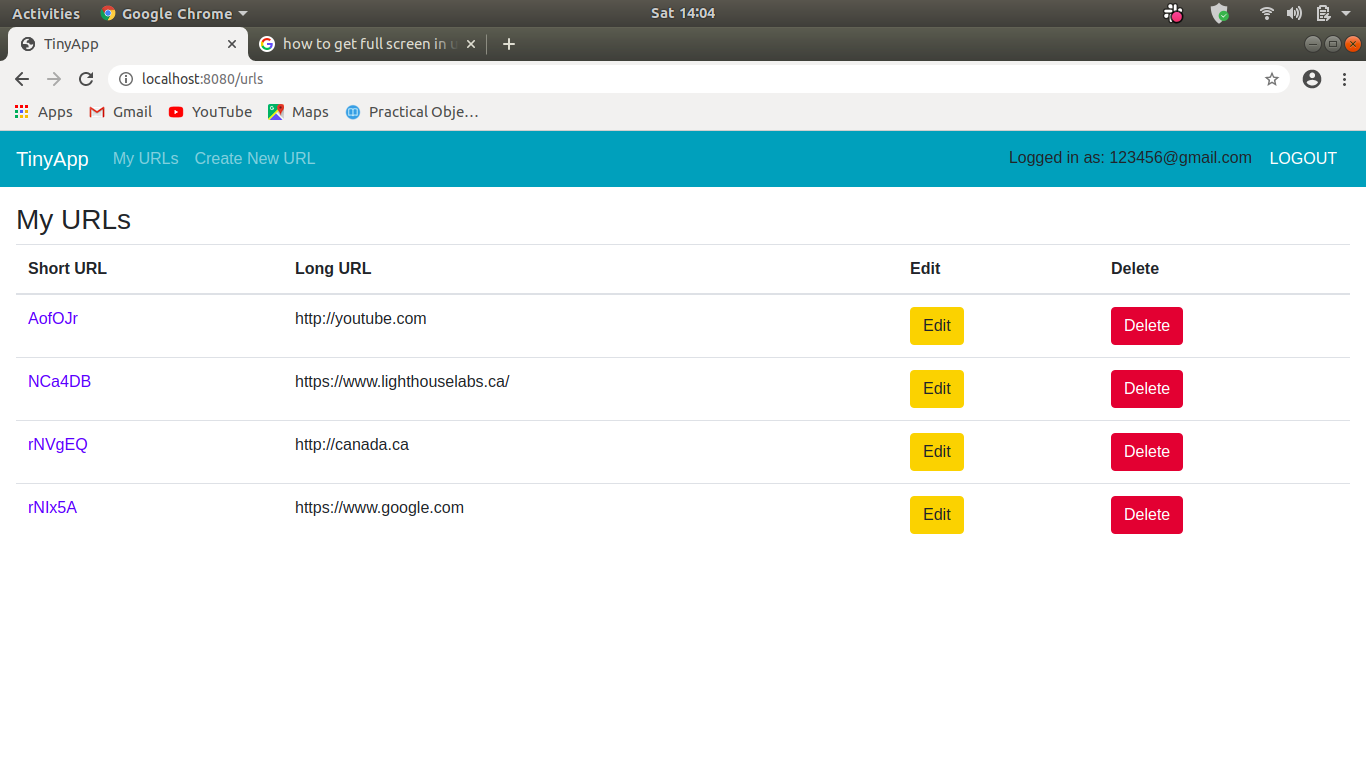 Activities Google Chrome Sat 14:04
TinyApp how to get full screen in u
localhost:8080/urls
Apps Gmail YouTube Maps Practical Obje…
TinyApp My URLs Create New URL Logged in as: 123456@gmail.com LOGOUT
My URLs
Short URL Long URL Edit Delete
AofOJr http://youtube.com Edit Delete
NCa4DB https://www.lighthouselabs.ca/ Edit Delete
rNVgEQ http://canada.ca Edit Delete
rNIx5A https://www.google.com Edit Delete